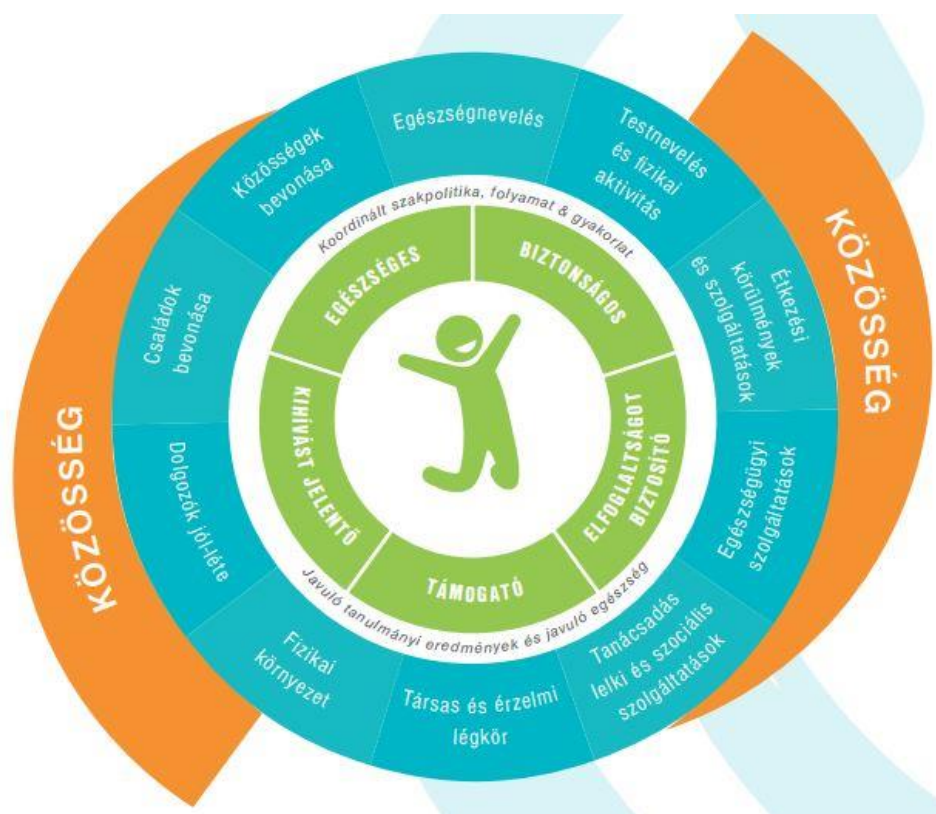 Egészségnevelés
Testnevelés
és fizikai
aktivitás
Étkezési
körülmények
és szolgáltatások
Egészségügyi
szolgáltatások
Tanácsadás
lelki és szociális
szolgáltatások
Társas és érzelmi
légkör
Fizikai
környezet
Dolgozók jól-léte
Családok
bevonása
Közösségek
bevonása
KÖZÖSSÉG
KÖZÖSSÉG
Koordinált szakpolitika, folyamat & gyakorlat
EGÉSZSÉGES
BIZTONSÁGOS
ELFOGLALTSÁGOT
BIZTOSÍTÓ
TÁMOGATÓ
KIHÍVÁST JELENTŐ
Javuló tanulmányi eredmények és javuló egészség